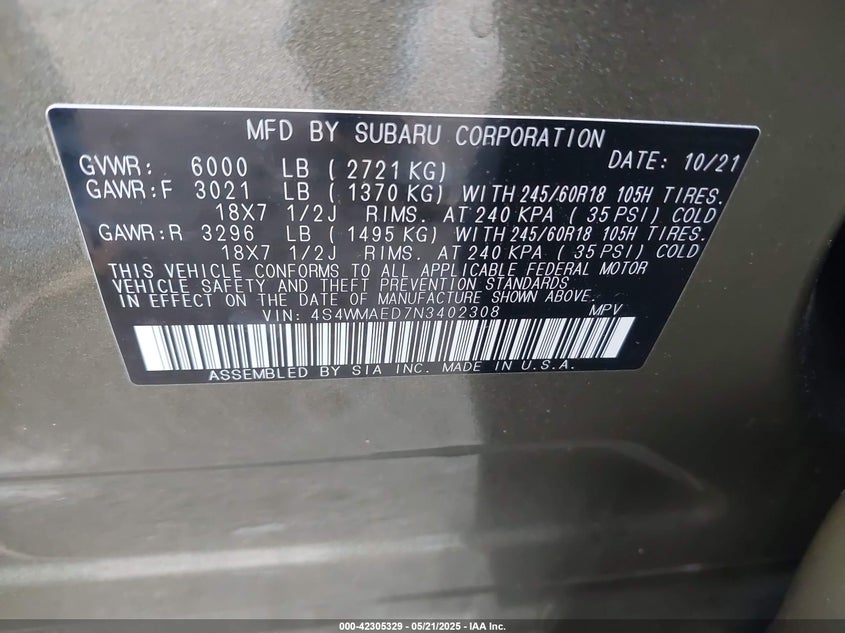 MFD BY SUBARU CORPORATION
DATE: 10/21
GVWR: 6000 LB ( 2721 KG)
GAWR:F 3021 LB ( 1370 KG) WITH 245/60R18 105H TIRES.
18X7 1/2J RIMS. AT 240 KPA ( 35 PSI) COLD
GAWR:R 3296 LB ( 1495 KG) WITH 245/60R18 105H TIRES.
18X7 1/2J RIMS. AT 240 KPA ( 35 PSI) COLD
THIS VEHICLE CONFORMS TO ALL APPLICABLE FEDERAL MOTOR
VEHICLE SAFETY AND THEFT PREVENTION STANDARDS
IN EFFECT ON THE DATE OF MANUFACTURE SHOWN ABOVE.
VIN: 4S4WMAED7N3402308 MPV
ASSEMBLED BY SIA INC. MADE IN U.S.A.
000-42305329 — 05/21/2025 — IAA Inc.